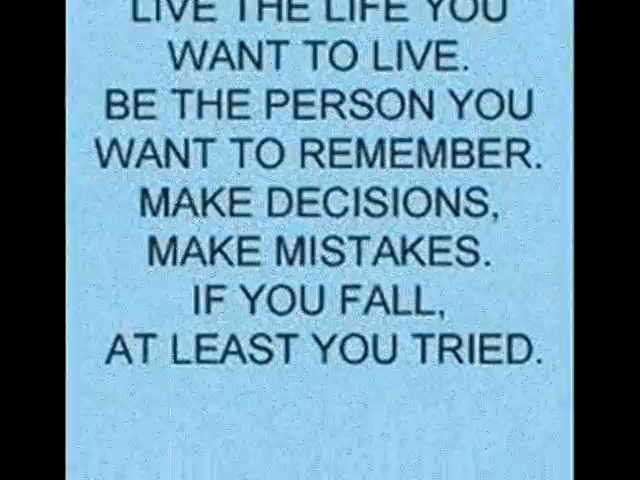 LIVE THE LIFE YOU
WANT TO LIVE.
BE THE PERSON YOU
WANT TO REMEMBER.
MAKE DECISIONS,
MAKE MISTAKES.
IF YOU FALL,
AT LEAST YOU TRIED.